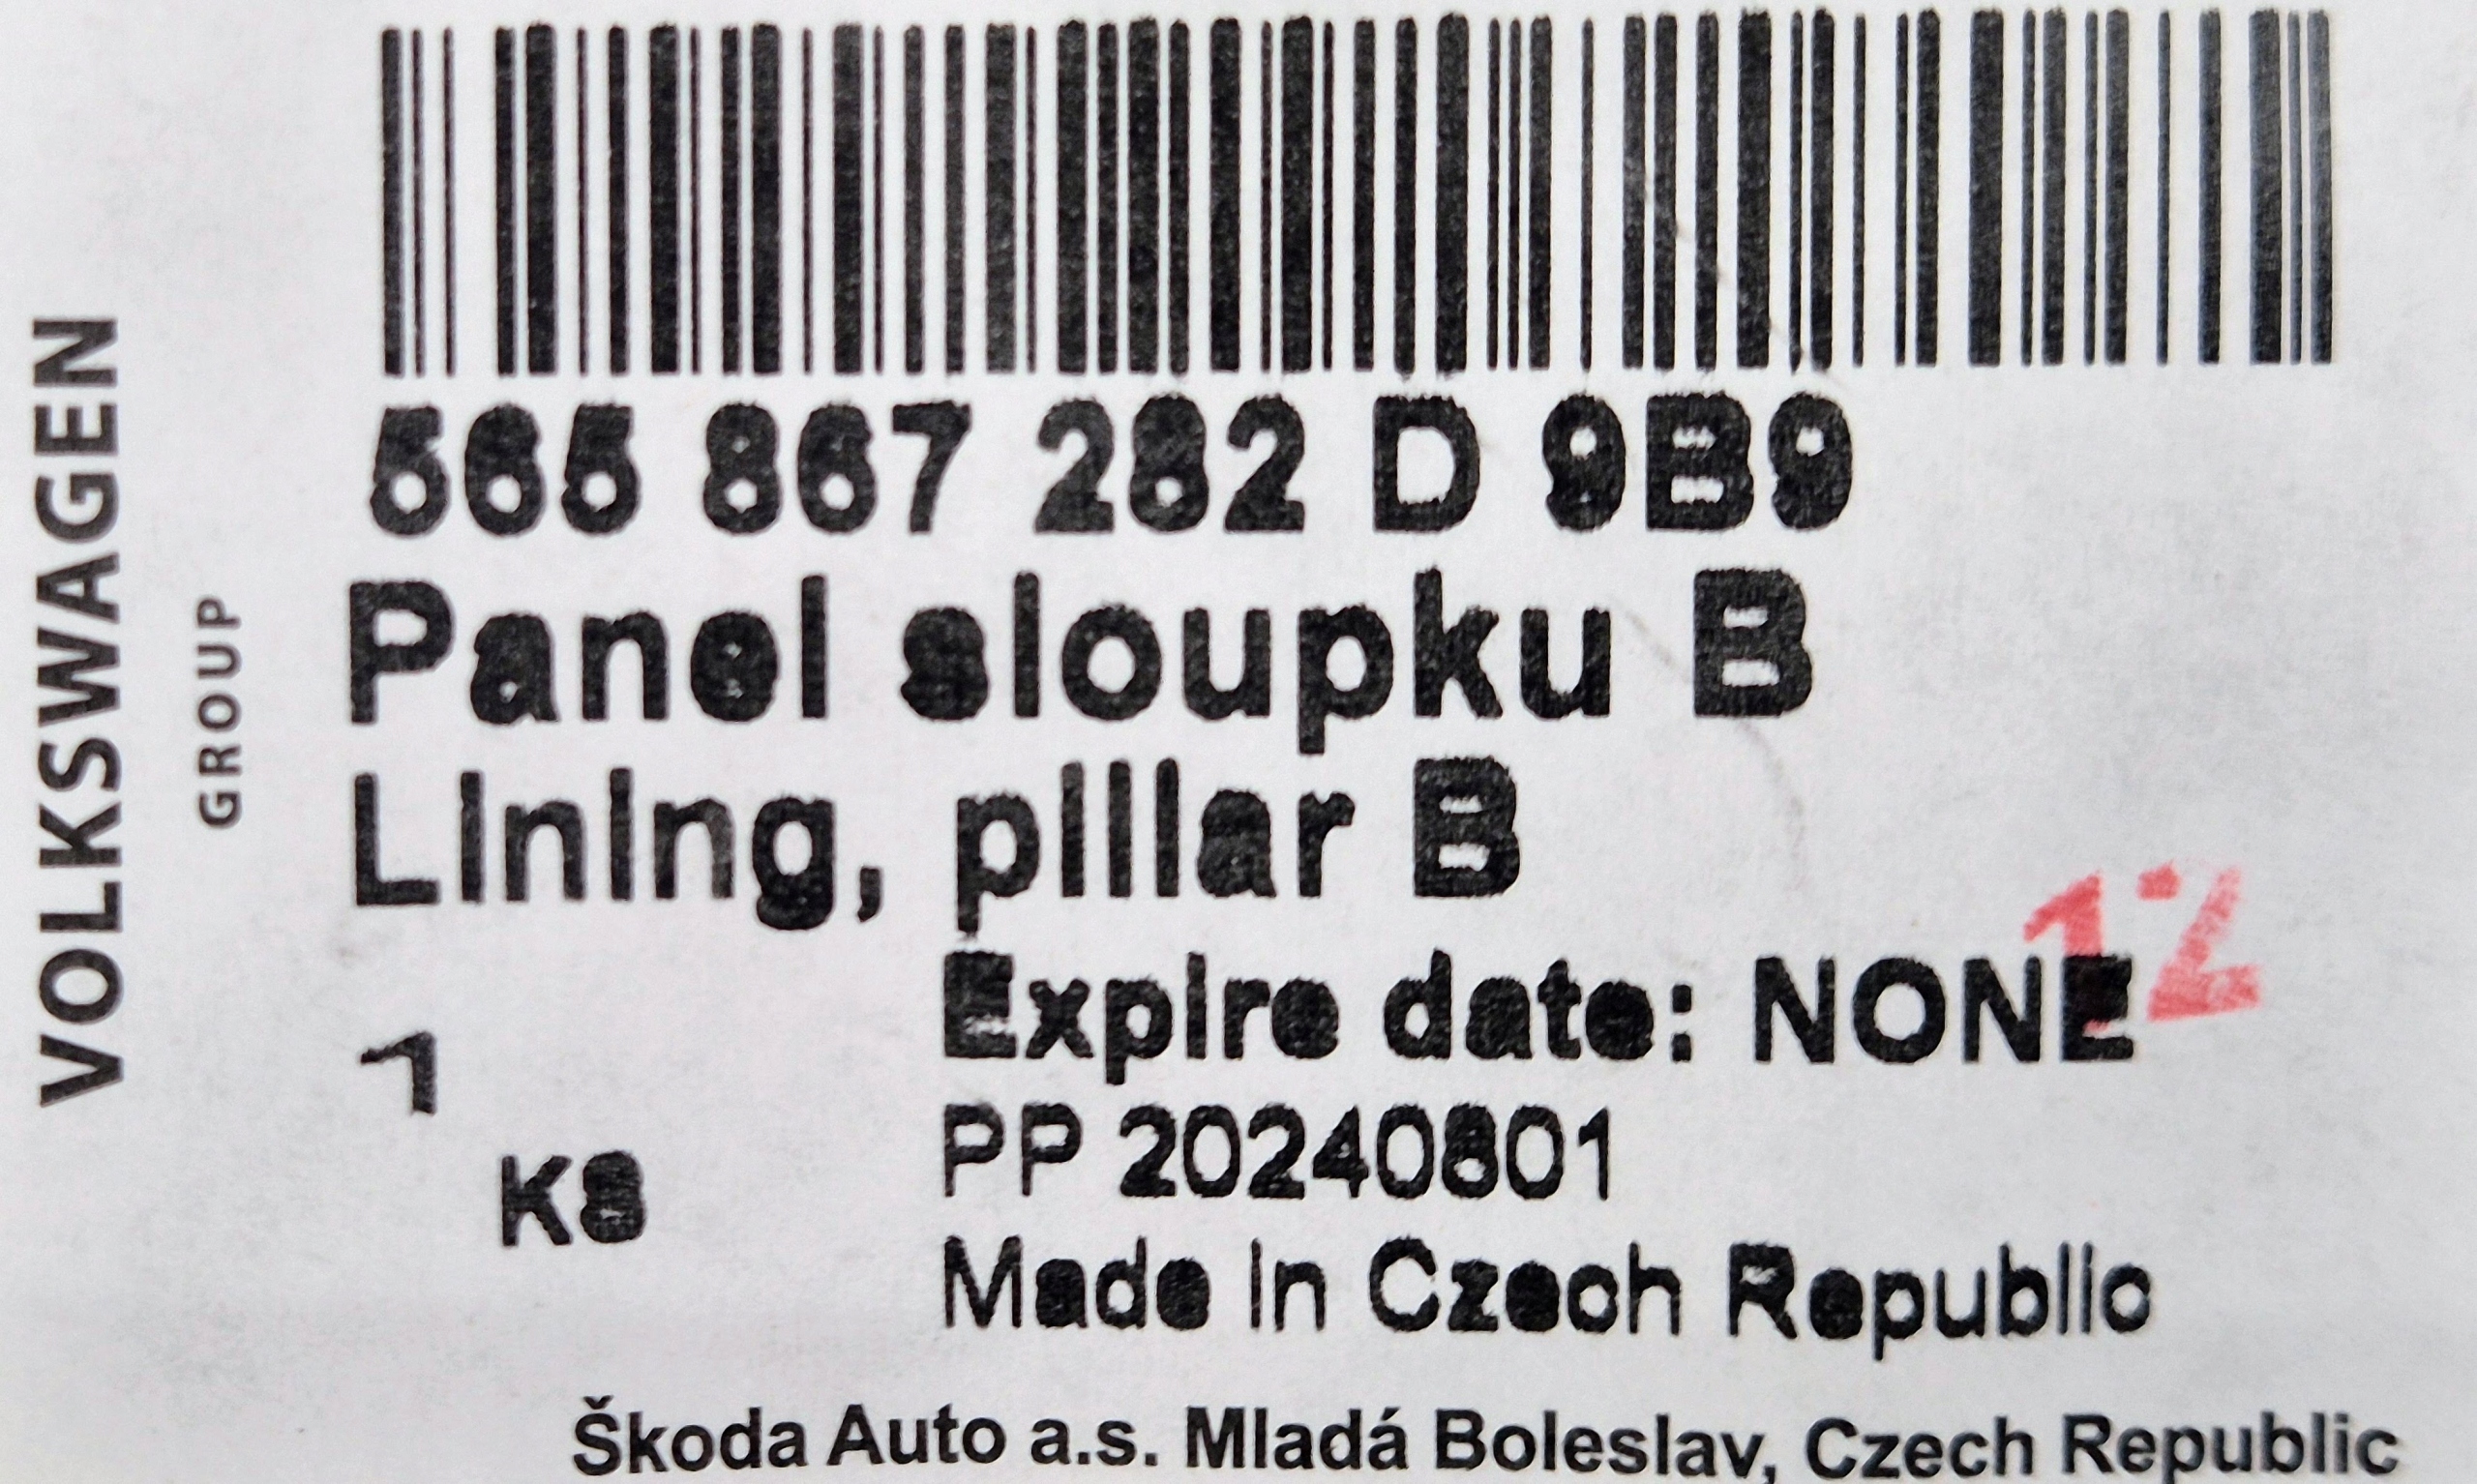 VOLKSWAGEN
GROUP
565 867 282 D 9B9
Panel sloupku B
Lining, pillar B
12
Expire date: NONE
1
PP 20240801
KS
Made in Czech Republic
Škoda Auto a.s. Mladá Boleslav, Czech Republic